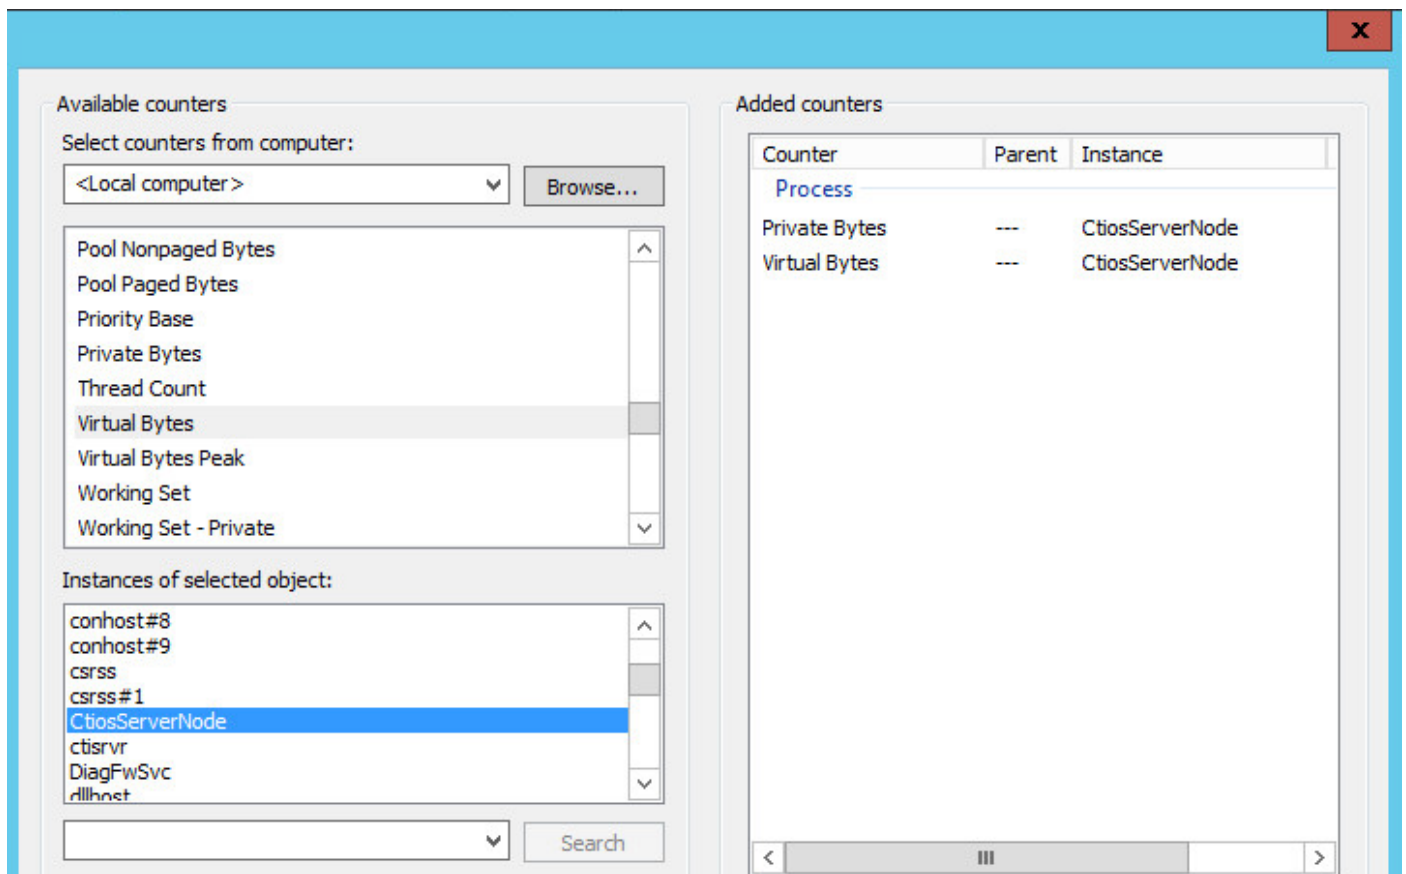 x
Available counters
Select counters from computer:
<Local computer>
Browse...
Pool Nonpaged Bytes
Pool Paged Bytes
Priority Base
Private Bytes
Thread Count
Virtual Bytes
Virtual Bytes Peak
Working Set
Working Set - Private
Instances of selected object:
conhost#8
conhost#9
csrss
csrss#1
CtiosServerNode
ctisrvr
DiagFwSvc
dllhost
Search
Added counters
Counter Parent Instance
Process
Private Bytes --- CtiosServerNode
Virtual Bytes --- CtiosServerNode